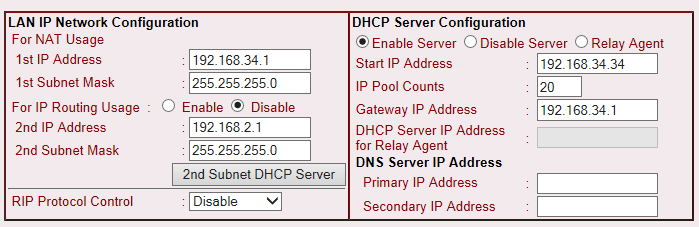 LAN IP Network Configuration
For NAT Usage
1st IP Address : 192.168.34.1
1st Subnet Mask : 255.255.255.0
For IP Routing Usage : Enable Disable
2nd IP Address : 192.168.2.1
2nd Subnet Mask : 255.255.255.0
2nd Subnet DHCP Server
RIP Protocol Control : Disable
DHCP Server Configuration
Enable Server Disable Server Relay Agent
Start IP Address : 192.168.34.34
IP Pool Counts : 20
Gateway IP Address : 192.168.34.1
DHCP Server IP Address :
for Relay Agent
DNS Server IP Address
Primary IP Address :
Secondary IP Address :